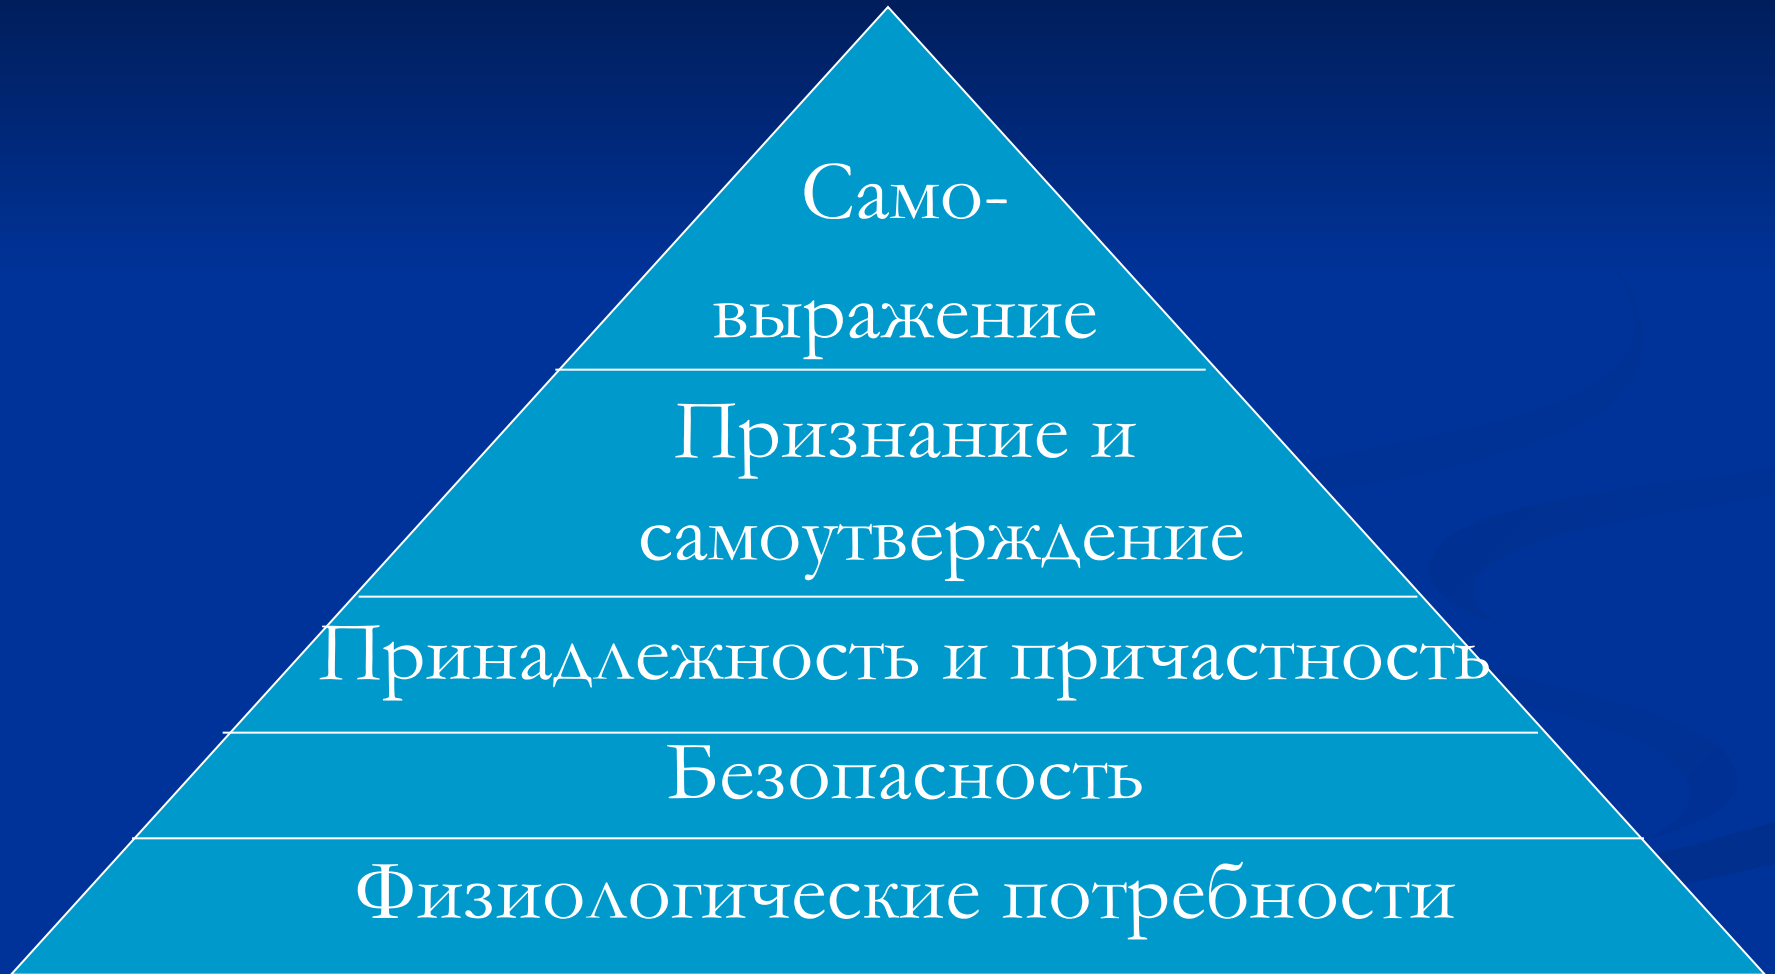 Само-
выражение
Признание и
самоутверждение
Принадлежность и причастность
Безопасность
Физиологические потребности